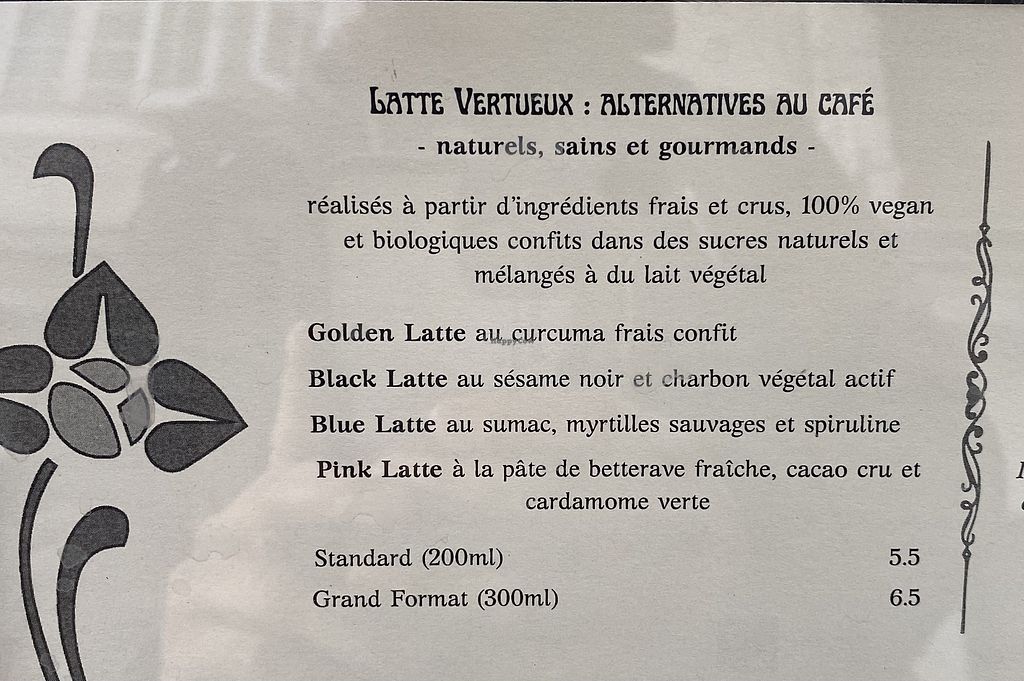 Latte Vertueux : alternatives au café
- naturels, sains et gourmands -
réalisés à partir d'ingrédients frais et crus, 100% vegan
et biologiques confits dans des sucres naturels et
mélangés à du lait végétal
Golden Latte au curcuma frais confit
happycow
Black Latte au sésame noir et charbon végétal actif
Blue Latte au sumac, myrtilles sauvages et spiruline
Pink Latte à la pâte de betterave fraîche, cacao cru et
cardamome verte
Standard (200ml) 5.5
Grand Format (300ml) 6.5